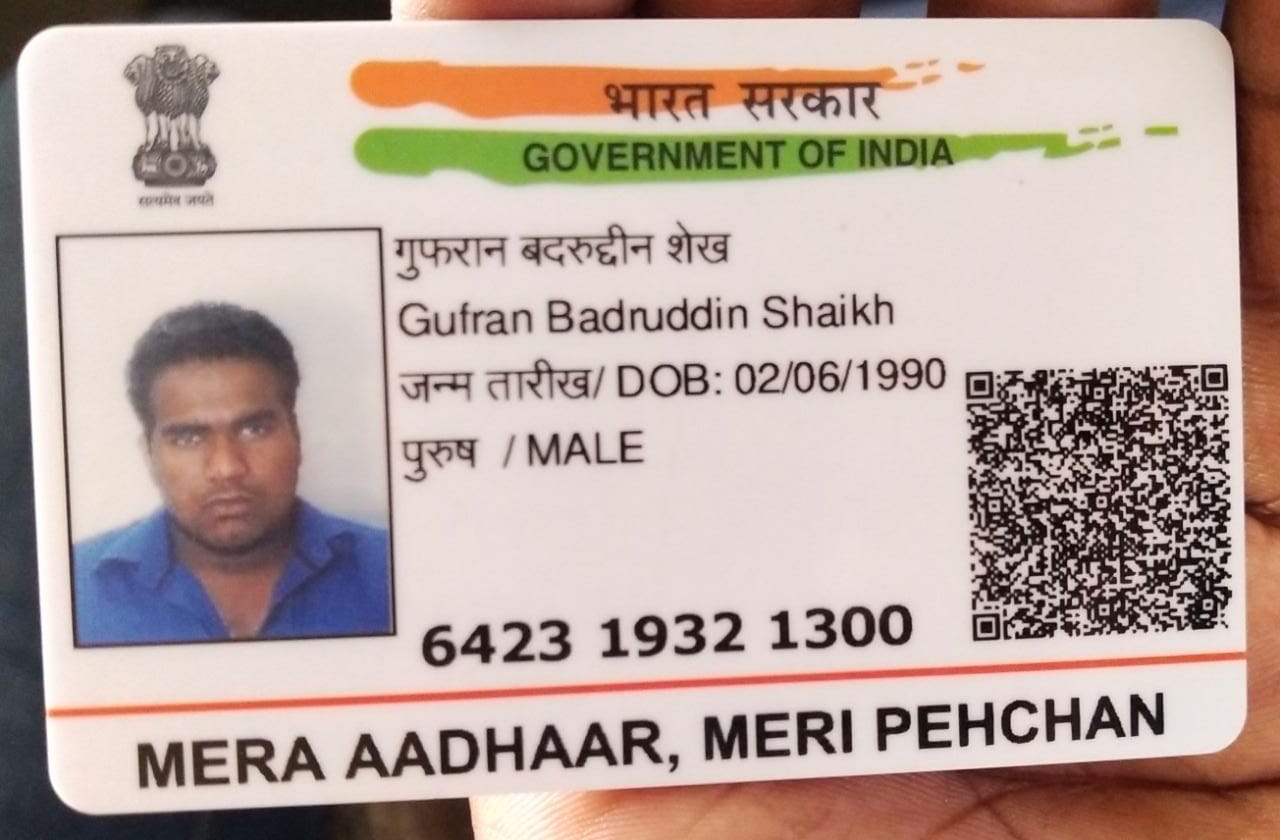 भारत सरकार
GOVERNMENT OF INDIA
सत्यमेव जयते
गुफरान बदरुद्दीन शेख
Gufran Badruddin Shaikh
जन्म तारीख/ DOB: 02/06/1990
पुरुष / MALE
6423 1932 1300
MERA AADHAAR, MERI PEHCHAN